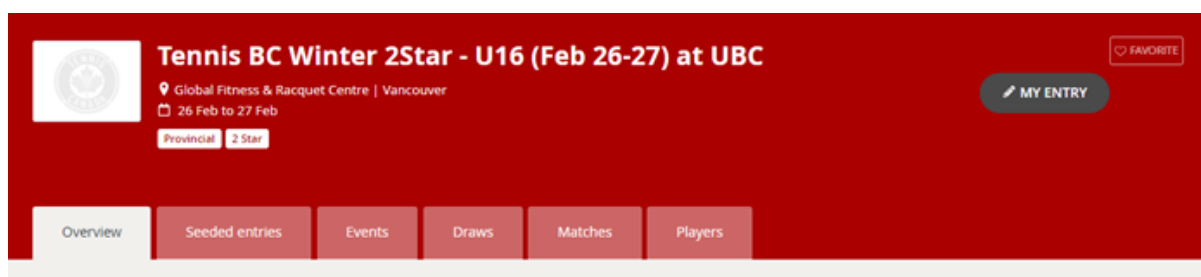 Tennis BC Winter 2Star - U16 (Feb 26-27) at UBC
FAVORITE
Global Fitness & Racquet Centre | Vancouver
MY ENTRY
26 Feb to 27 Feb
Provincial 2 Star
Overview Seeded entries Events Draws Matches Players